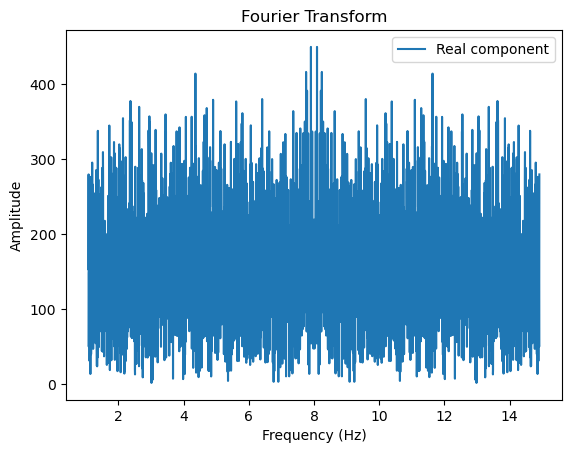 Fourier Transform
Real component
Amplitude
400
300
200
100
0
2 4 6 8 10 12 14
Frequency (Hz)